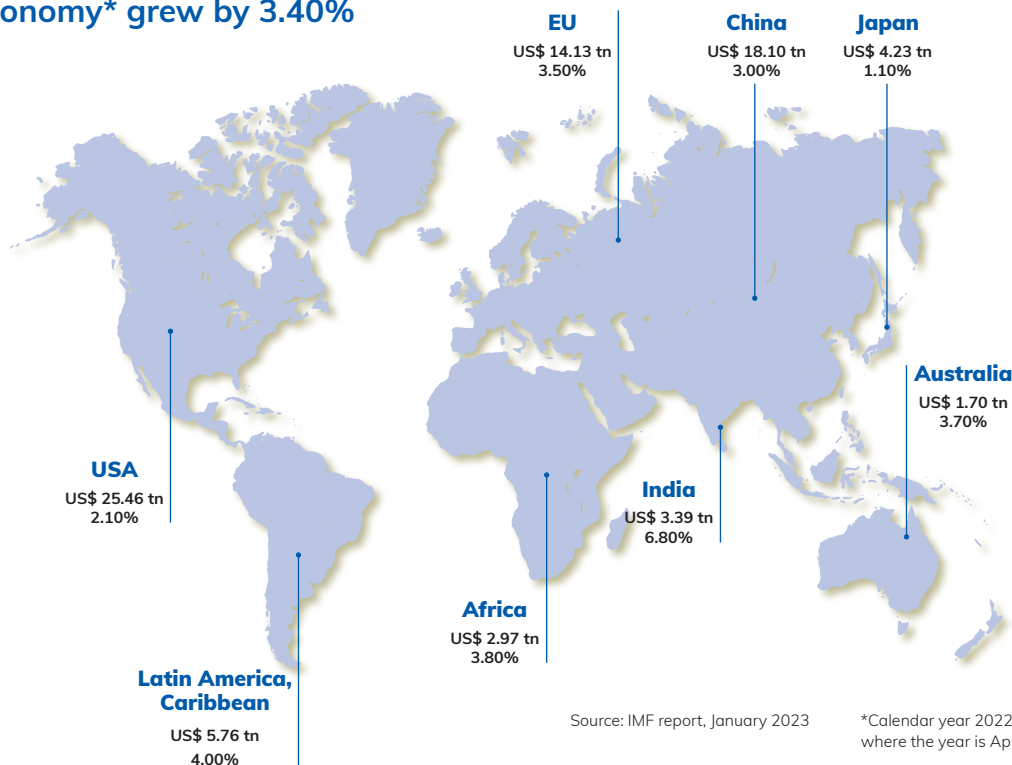 onomy* grew by 3.40%
EU
US$ 14.13 tn
3.50%
China
US$ 18.10 tn
3.00%
Japan
US$ 4.23 tn
1.10%
Australia
US$ 1.70 tn
3.70%
USA
US$ 25.46 tn
2.10%
India
US$ 3.39 tn
6.80%
Africa
US$ 2.97 tn
3.80%
Latin America,
Caribbean
US$ 5.76 tn
4.00%
Source: IMF report, January 2023
*Calendar year 2022
where the year is Ap